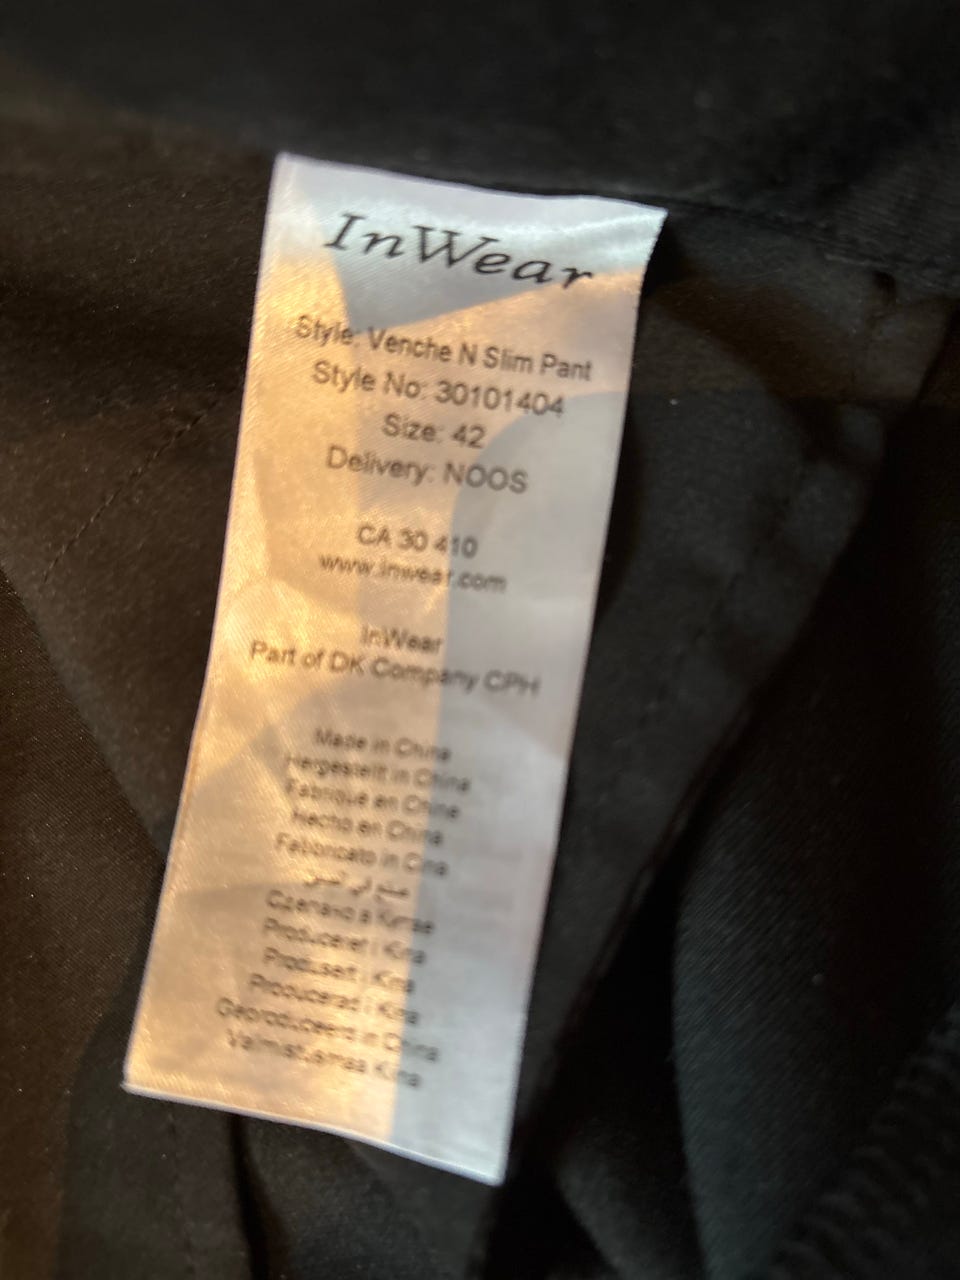 InWear
Style: Venche N Slim Pant
Style No: 30101404
Size: 42
Delivery: NOOS
CA 30 410
www.inwear.com
InWear
Part of DK Company CPH
Made in China
Hergestellt in China
Fabrique en Chine
Hecho en China
Fabbricato in Cina
صنع في الصين
Produceret i Kina
Produsert i Kina
Producerad i Kina
Geproduceerd in China
Valmistusmaa Kiina